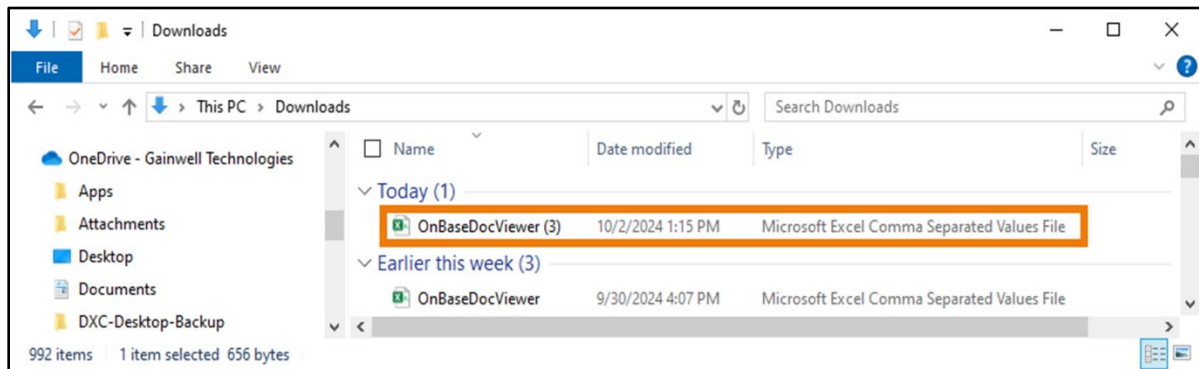 Downloads
File Home Share View
This PC > Downloads
Search Downloads
OneDrive - Gainwell Technologies
Apps
Attachments
Desktop
Documents
DXC-Desktop-Backup
Name Date modified Type Size
Today (1)
OnBaseDocViewer (3) 10/2/2024 1:15 PM Microsoft Excel Comma Separated Values File
Earlier this week (3)
OnBaseDocViewer 9/30/2024 4:07 PM Microsoft Excel Comma Separated Values File
992 items 1 item selected 656 bytes